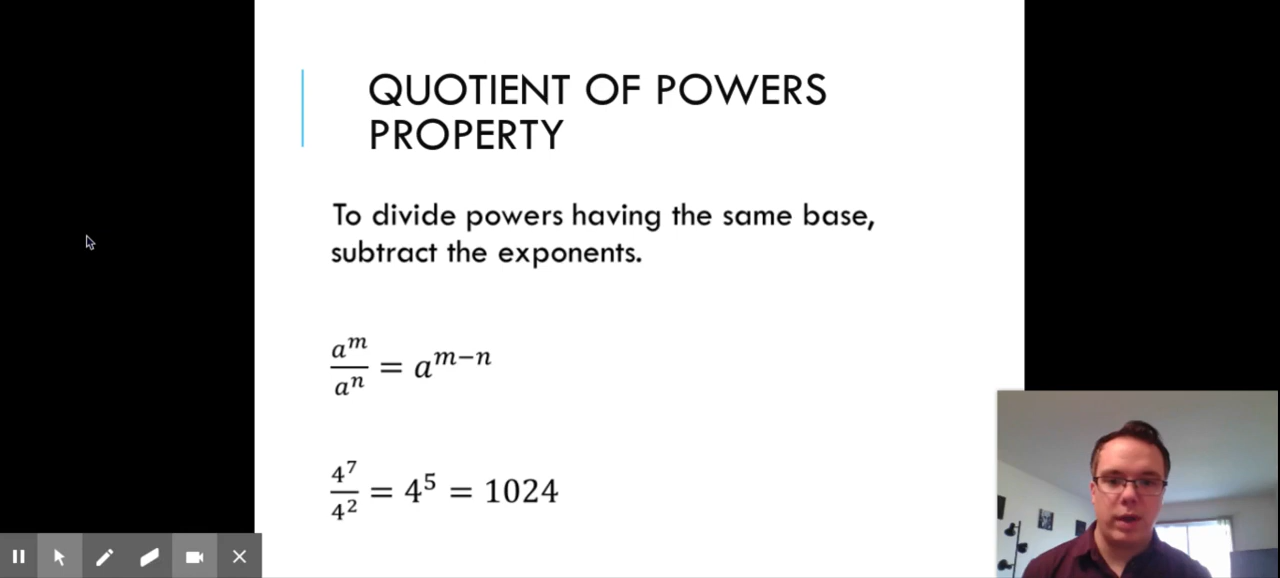 QUOTIENT OF POWERS
PROPERTY
To divide powers having the same base,
subtract the exponents.
a^m/a^n = a^{m−n}
4^7/4^2 = 4^5 = 1024